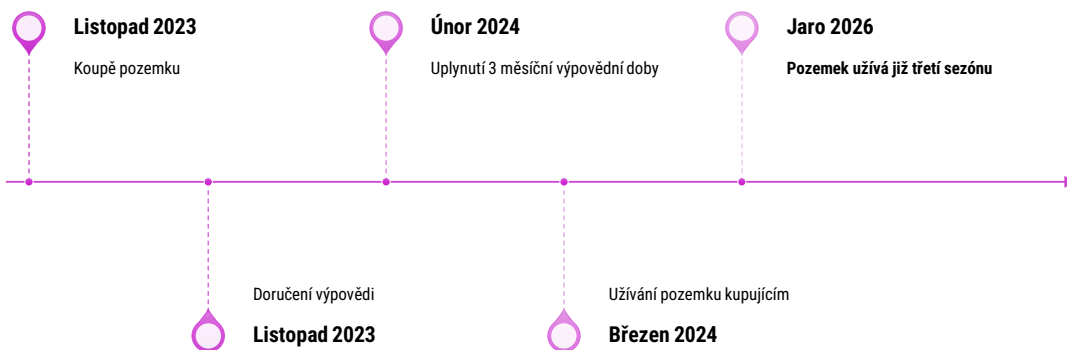 Listopad 2023
Koupě pozemku
Únor 2024
Uplynutí 3 měsíční výpovědní doby
Jaro 2026
Pozemek užívá již třetí sezónu
Doručení výpovědi
Listopad 2023
Užívání pozemku kupujícím
Březen 2024